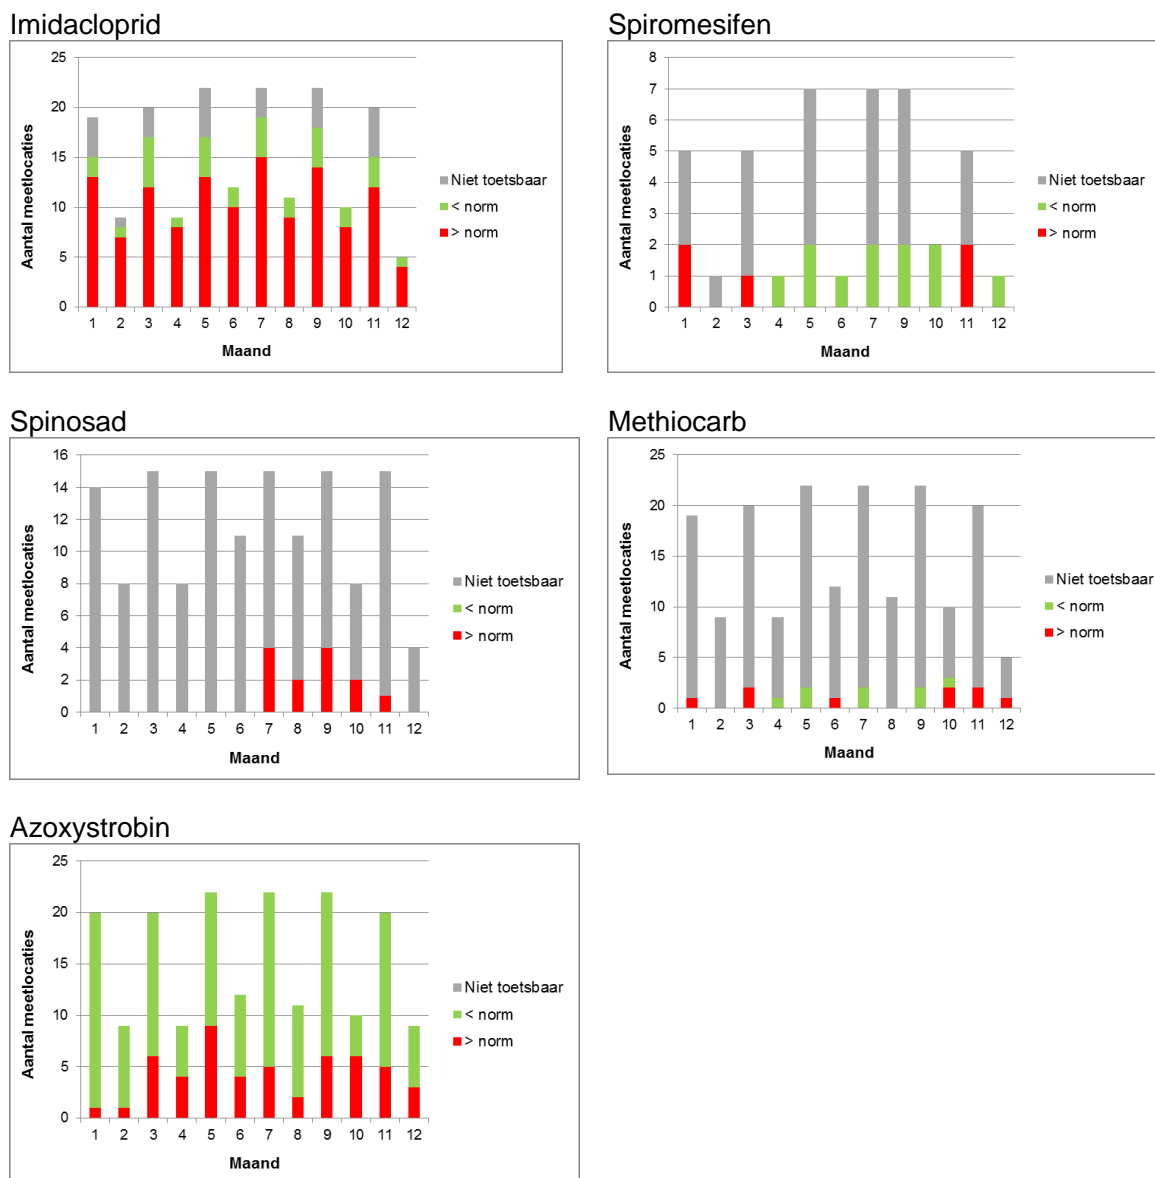 Imidacloprid
25
20
15
10
5
0
Aantal meetlocaties
1 2 3 4 5 6 7 8 9 10 11 12
Maand
Niet toetsbaar
< norm
> norm
Spiromesifen
8
7
6
5
4
3
2
1
0
Aantal meetlocaties
1 2 3 4 5 6 7 9 10 11 12
Maand
Niet toetsbaar
< norm
> norm
Spinosad
16
14
12
10
8
6
4
2
0
Aantal meetlocaties
1 2 3 4 5 6 7 8 9 10 11 12
Maand
Niet toetsbaar
< norm
> norm
Methiocarb
25
20
15
10
5
0
Aantal meetlocaties
1 2 3 4 5 6 7 8 9 10 11 12
Maand
Niet toetsbaar
< norm
> norm
Azoxystrobin
25
20
15
10
5
0
Aantal meetlocaties
1 2 3 4 5 6 7 8 9 10 11 12
Maand
Niet toetsbaar
< norm
> norm